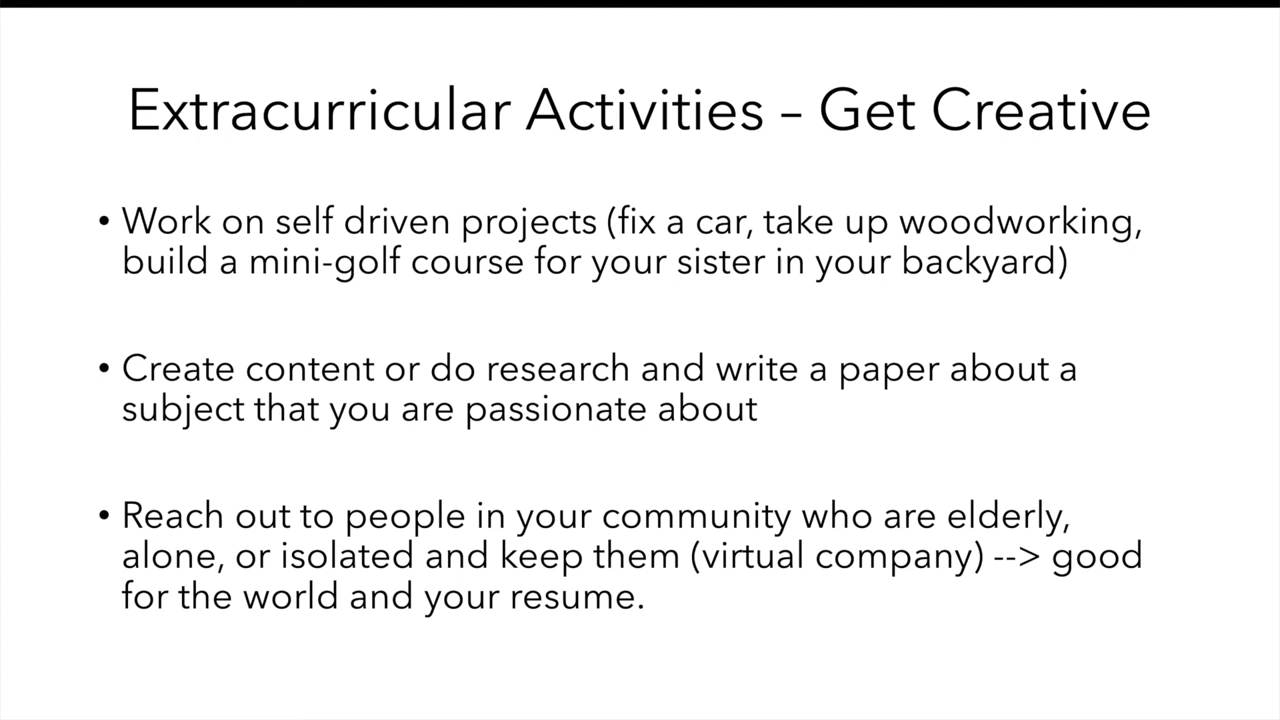 Extracurricular Activities – Get Creative
• Work on self driven projects (fix a car, take up woodworking,
build a mini-golf course for your sister in your backyard)
• Create content or do research and write a paper about a
subject that you are passionate about
• Reach out to people in your community who are elderly,
alone, or isolated and keep them (virtual company) --> good
for the world and your resume.